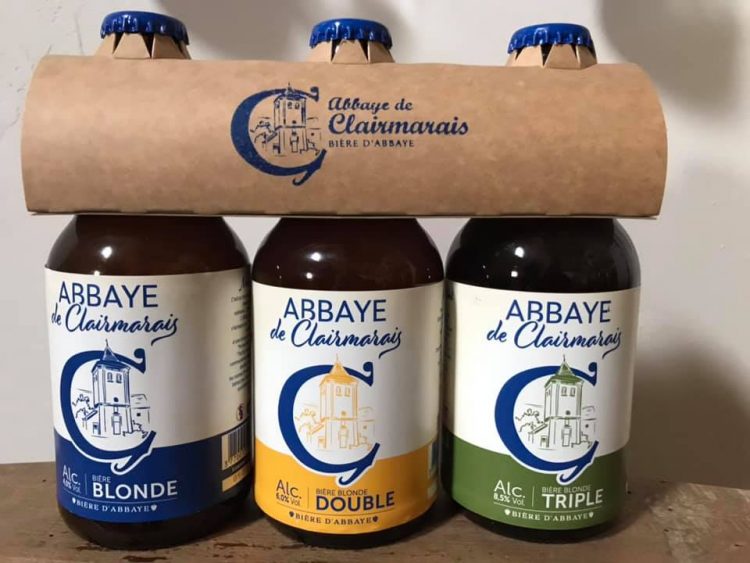 Abbaye de
Clairmarais
BIÈRE D'ABBAYE
ABBAYE
de Clairmarais
Alc.
BIÈRE
BLONDE
BIÈRE D'ABBAYE
ABBAYE
de Clairmarais
Alc.
6.0% Vol.
BIÈRE BLONDE
DOUBLE
BIÈRE D'ABBAYE
ABBAYE
de Clairmarais
Alc.
8.5% Vol.
BIÈRE BLONDE
TRIPLE
BIÈRE D'ABBAYE